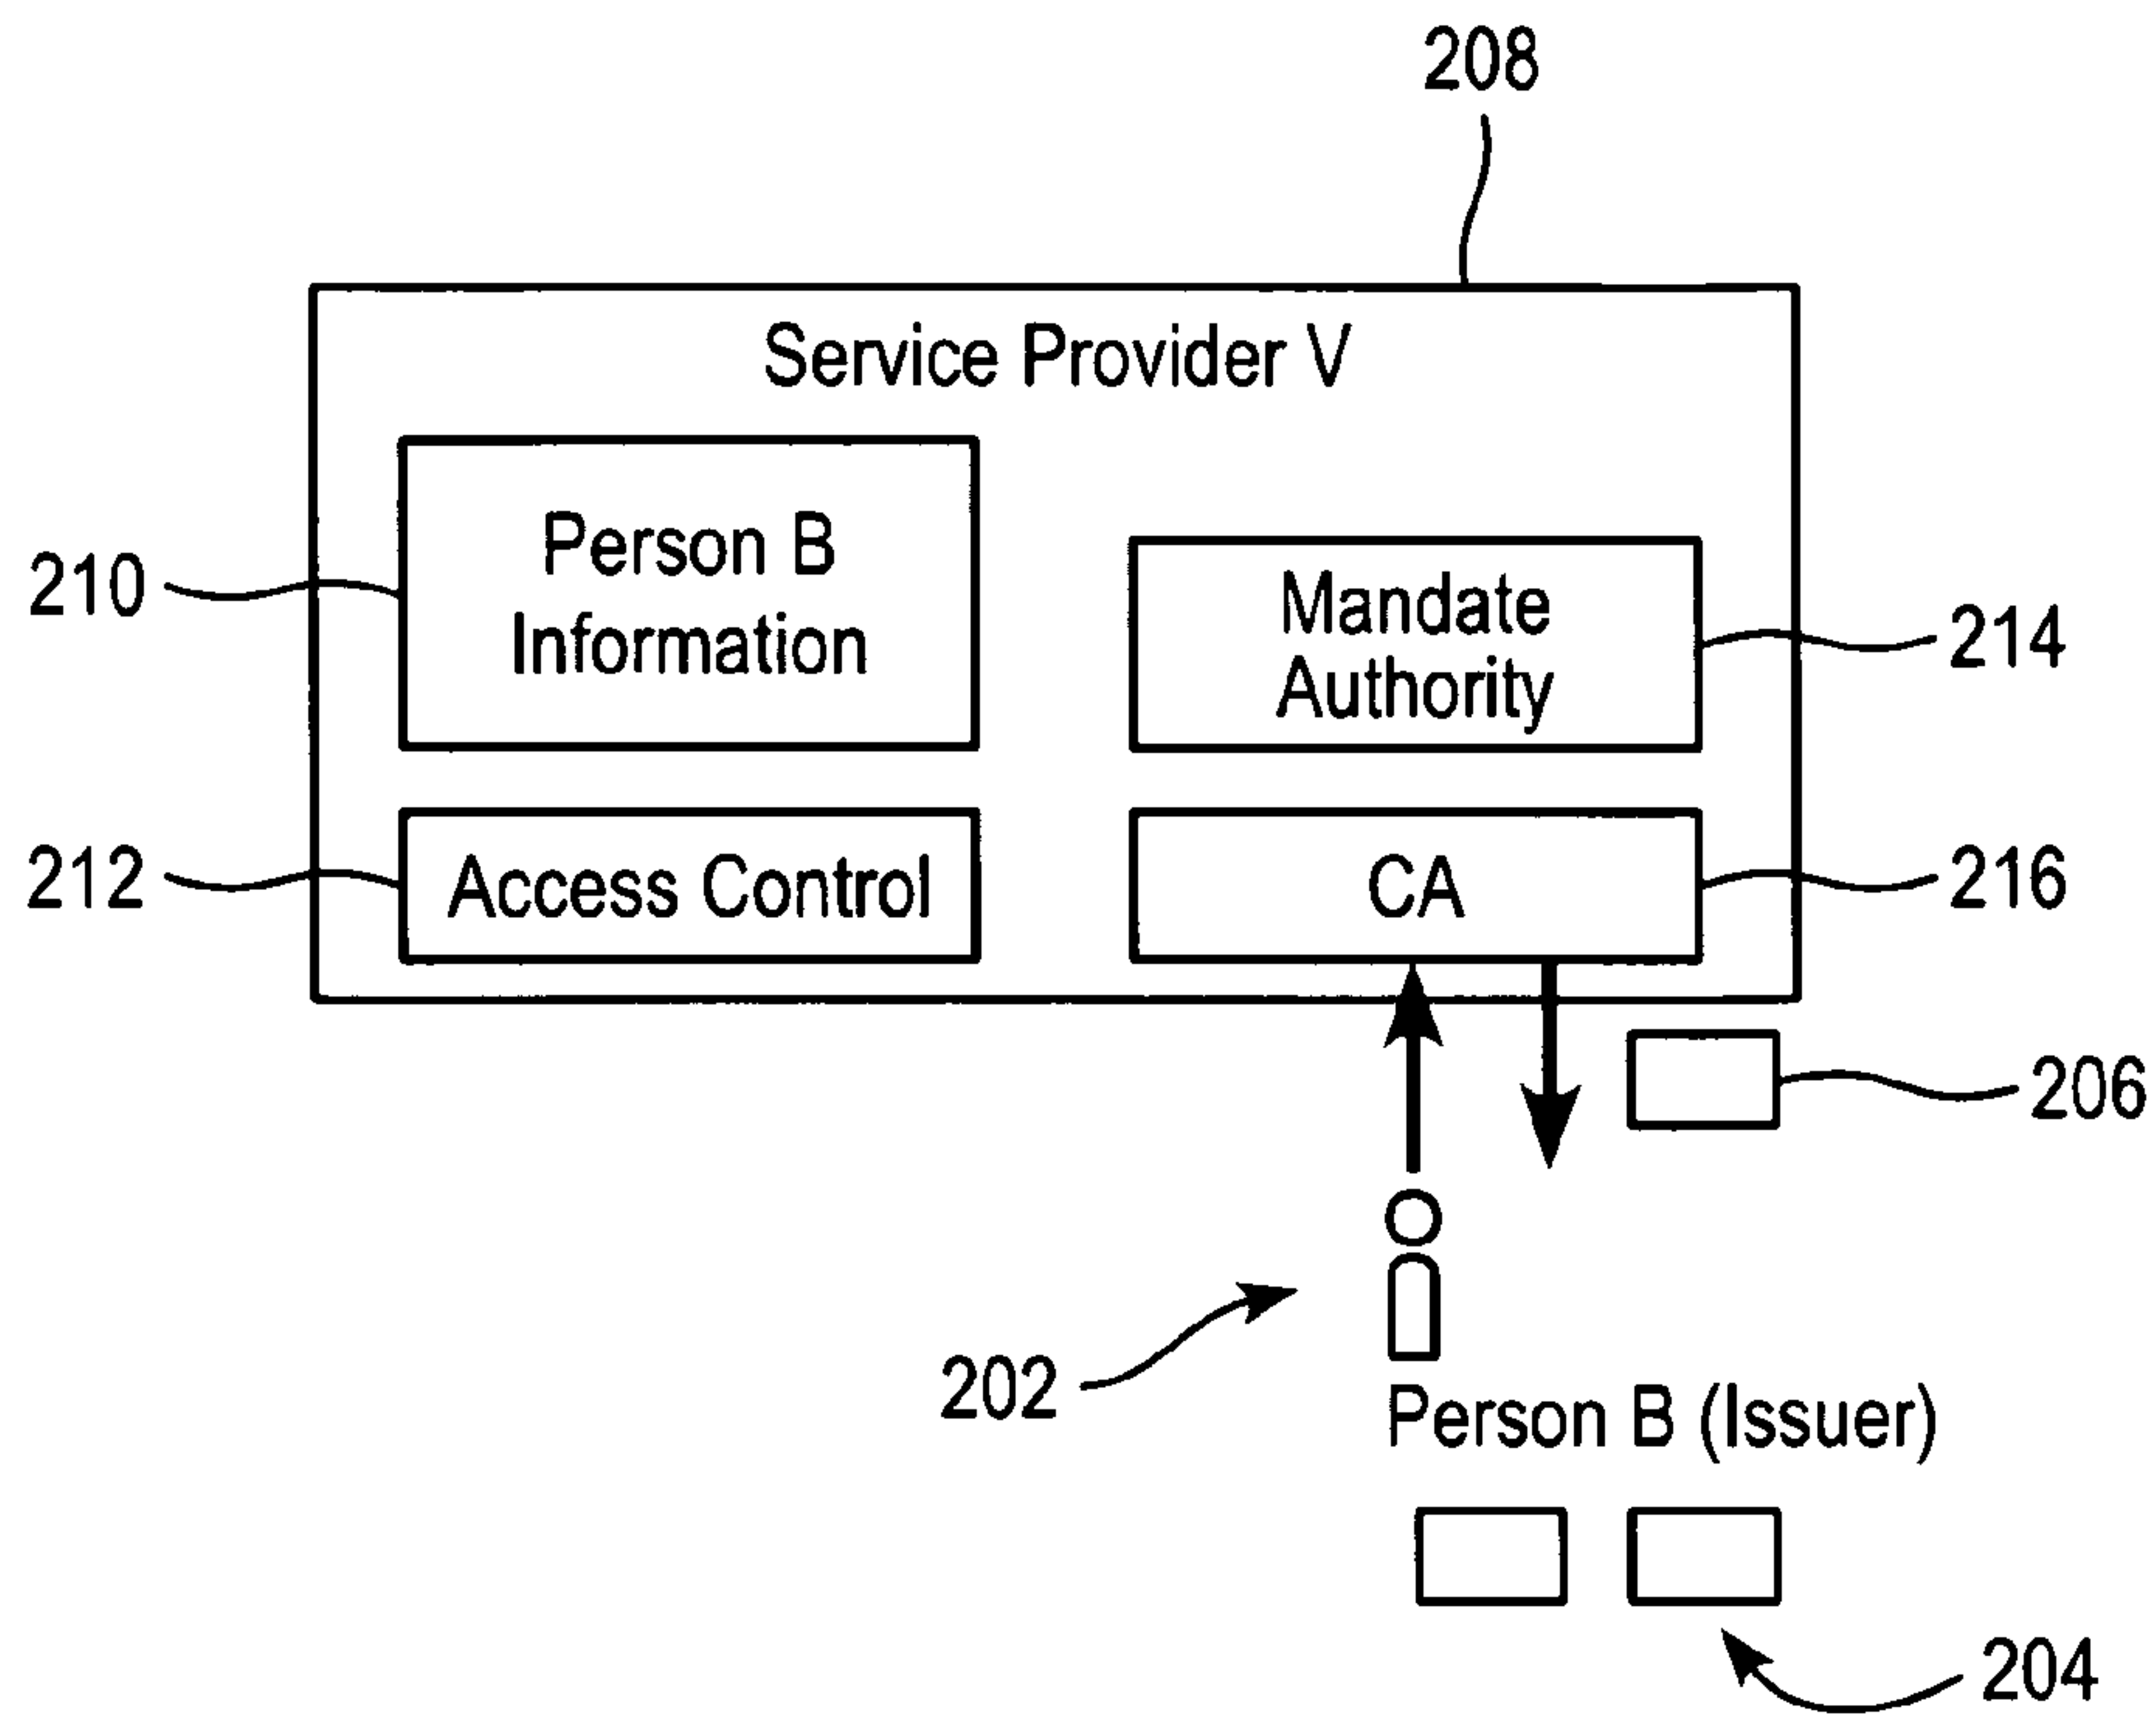 208
Service Provider V
Person B
Information
210
Mandate
Authority
214
212
Access Control
CA
216
206
202
Person B (Issuer)
204